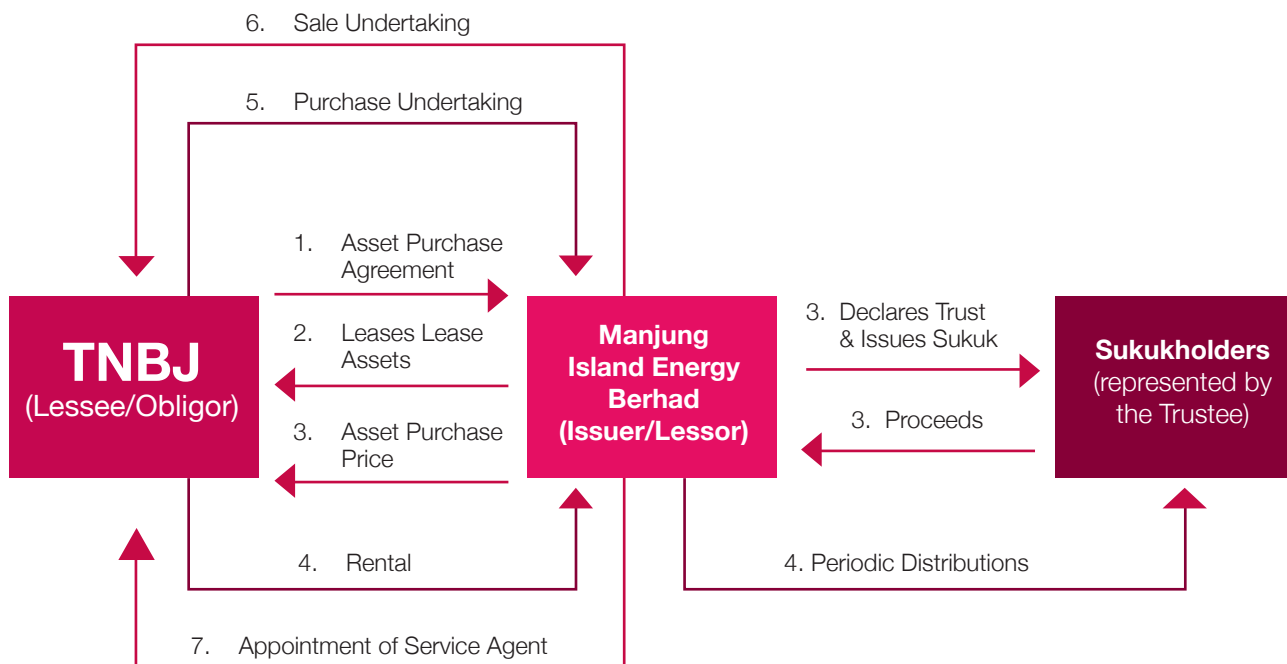 6. Sale Undertaking
5. Purchase Undertaking
1. Asset Purchase
Agreement
2. Leases Lease
Assets
3. Asset Purchase
Price
TNBJ
(Lessee/Obligor)
Manjung
Island Energy
Berhad
(Issuer/Lessor)
3. Declares Trust
& Issues Sukuk
3. Proceeds
Sukukholders
(represented by
the Trustee)
4. Rental
4. Periodic Distributions
7. Appointment of Service Agent